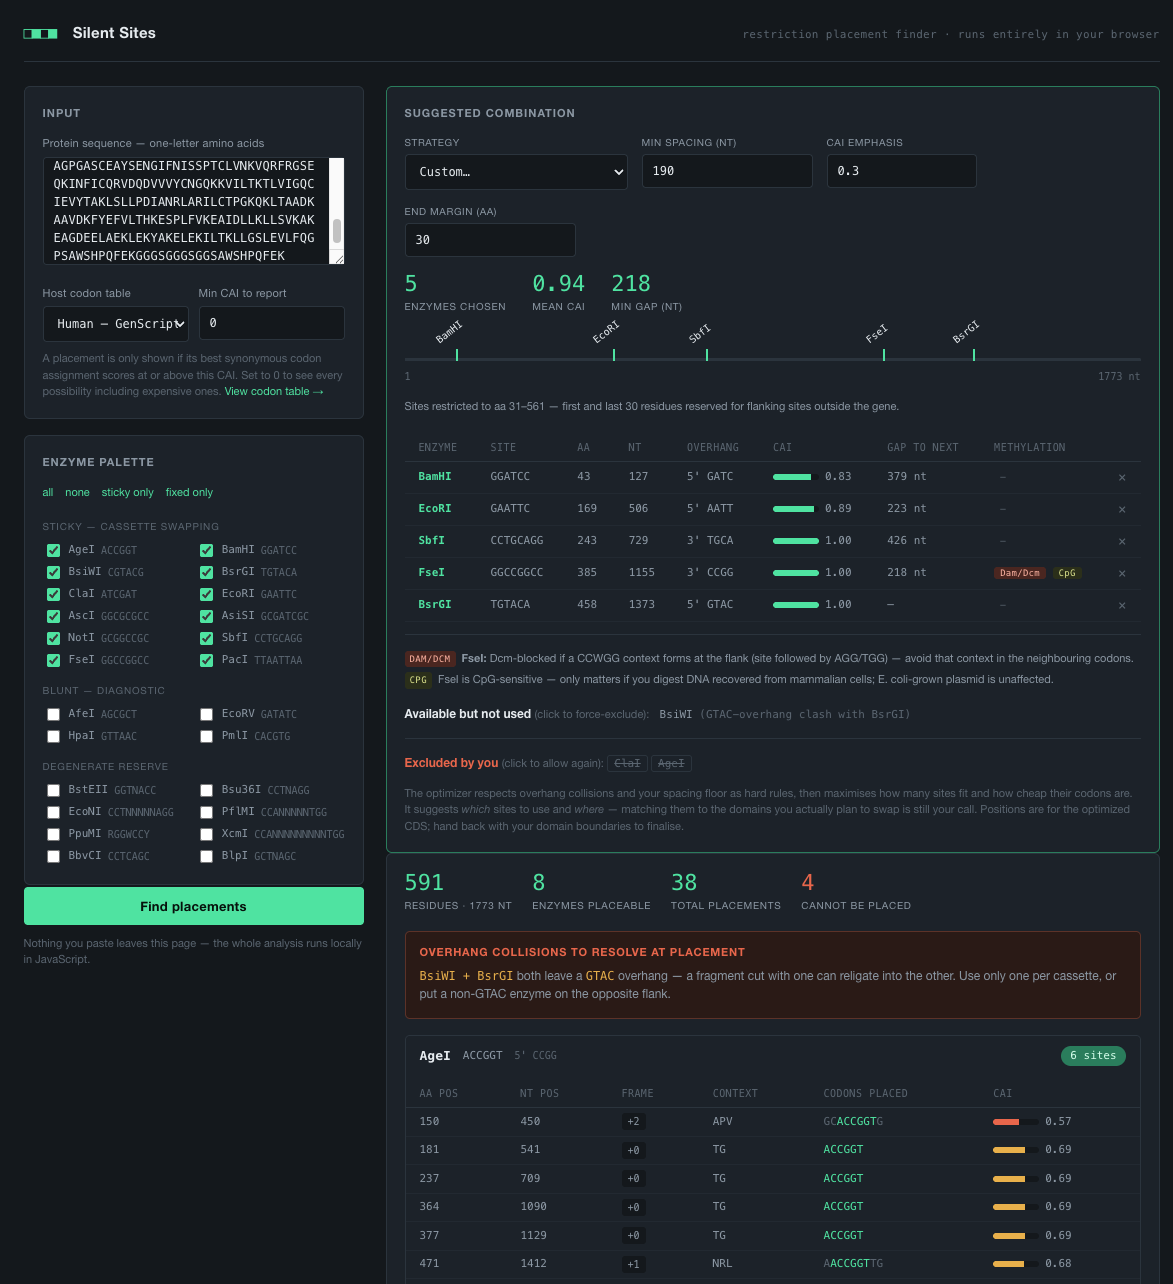 Silent Sites
restriction placement finder · runs entirely in your browser
INPUT
Protein sequence — one-letter amino acids
AGPGASCEAYSENGIFNISSPTCLVNKVQRFRGSE
QKINFICQRVDQDVVVYCNGQKKVILTKTLVIGQC
IEVYTAKLSLLPDIANRLARILCTPGKQKLTAADK
AAVDKFYEFVLTHKESPLFVKEAIDLLKLLSVKAK
EAGDEELAEKLEKYAKELEKILTKLLGSLEVLFQG
PSAWSHPQFEKGGGSGGGSGGSAWSHPQFEK
Host codon table
Min CAI to report
Human — GenScript
0
A placement is only shown if its best synonymous codon
assignment scores at or above this CAI. Set to 0 to see every
possibility including expensive ones. View codon table →
ENZYME PALETTE
all none sticky only fixed only
STICKY — CASSETTE SWAPPING
AgeI ACCGGT BamHI GGATCC
BsiWI CGTACG BsrGI TGTACA
ClaI ATCGAT EcoRI GAATTC
AscI GGCGCGCC AsiSI GCGATCGC
NotI GCGGCCGC SbfI CCTGCAGG
FseI GGCCGGCC PacI TTAATTAA
BLUNT — DIAGNOSTIC
AfeI AGCGCT EcoRV GATATC
HpaI GTTAAC PmlI CACGTG
DEGENERATE RESERVE
BstEII GGTNACC Bsu36I CCTNAGG
EcoNI CCTNNNNNAGG PflMI CCANNNNNTGG
PpuMI RGGWCCY XcmI CCANNNNNNNNNTGG
BbvCI CCTCAGC BlpI GCTNAGC
Find placements
Nothing you paste leaves this page — the whole analysis runs locally
in JavaScript.
SUGGESTED COMBINATION
STRATEGY MIN SPACING (NT) CAI EMPHASIS
Custom… 190 0.3
END MARGIN (AA)
30
5 0.94 218
ENZYMES CHOSEN MEAN CAI MIN GAP (NT)
BamHI EcoRI SbfI FseI BsrGI
1 1773 nt
Sites restricted to aa 31–561 — first and last 30 residues reserved for flanking sites outside the gene.
ENZYME SITE AA NT OVERHANG CAI GAP TO NEXT METHYLATION
BamHI GGATCC 43 127 5' GATC 0.83 379 nt — ×
EcoRI GAATTC 169 506 5' AATT 0.89 223 nt — ×
SbfI CCTGCAGG 243 729 3' TGCA 1.00 426 nt — ×
FseI GGCCGGCC 385 1155 3' CCGG 1.00 218 nt Dam/Dcm CpG ×
BsrGI TGTACA 458 1373 5' GTAC 1.00 — — ×
DAM/DCM FseI: Dcm-blocked if a CCWGG context forms at the flank (site followed by AGG/TGG) — avoid that context in the neighbouring codons.
CPG FseI is CpG-sensitive — only matters if you digest DNA recovered from mammalian cells; E. coli-grown plasmid is unaffected.
Available but not used (click to force-exclude): BsiWI (GTAC-overhang clash with BsrGI)
Excluded by you (click to allow again): ClaI AgeI
The optimizer respects overhang collisions and your spacing floor as hard rules, then maximises how many sites fit and how cheap their codons are.
It suggests which sites to use and where — matching them to the domains you actually plan to swap is still your call. Positions are for the optimized
CDS; hand back with your domain boundaries to finalise.
591 8 38 4
RESIDUES · 1773 NT ENZYMES PLACEABLE TOTAL PLACEMENTS CANNOT BE PLACED
OVERHANG COLLISIONS TO RESOLVE AT PLACEMENT
BsiWI + BsrGI both leave a GTAC overhang — a fragment cut with one can religate into the other. Use only one per cassette, or
put a non-GTAC enzyme on the opposite flank.
AgeI ACCGGT 5' CCGG 6 sites
AA POS NT POS FRAME CONTEXT CODONS PLACED CAI
150 450 +2 APV GCACCGGTG 0.57
181 541 +0 TG ACCGGT 0.69
237 709 +0 TG ACCGGT 0.69
364 1090 +0 TG ACCGGT 0.69
377 1129 +0 TG ACCGGT 0.69
471 1412 +1 NRL AACCGGTTG 0.68